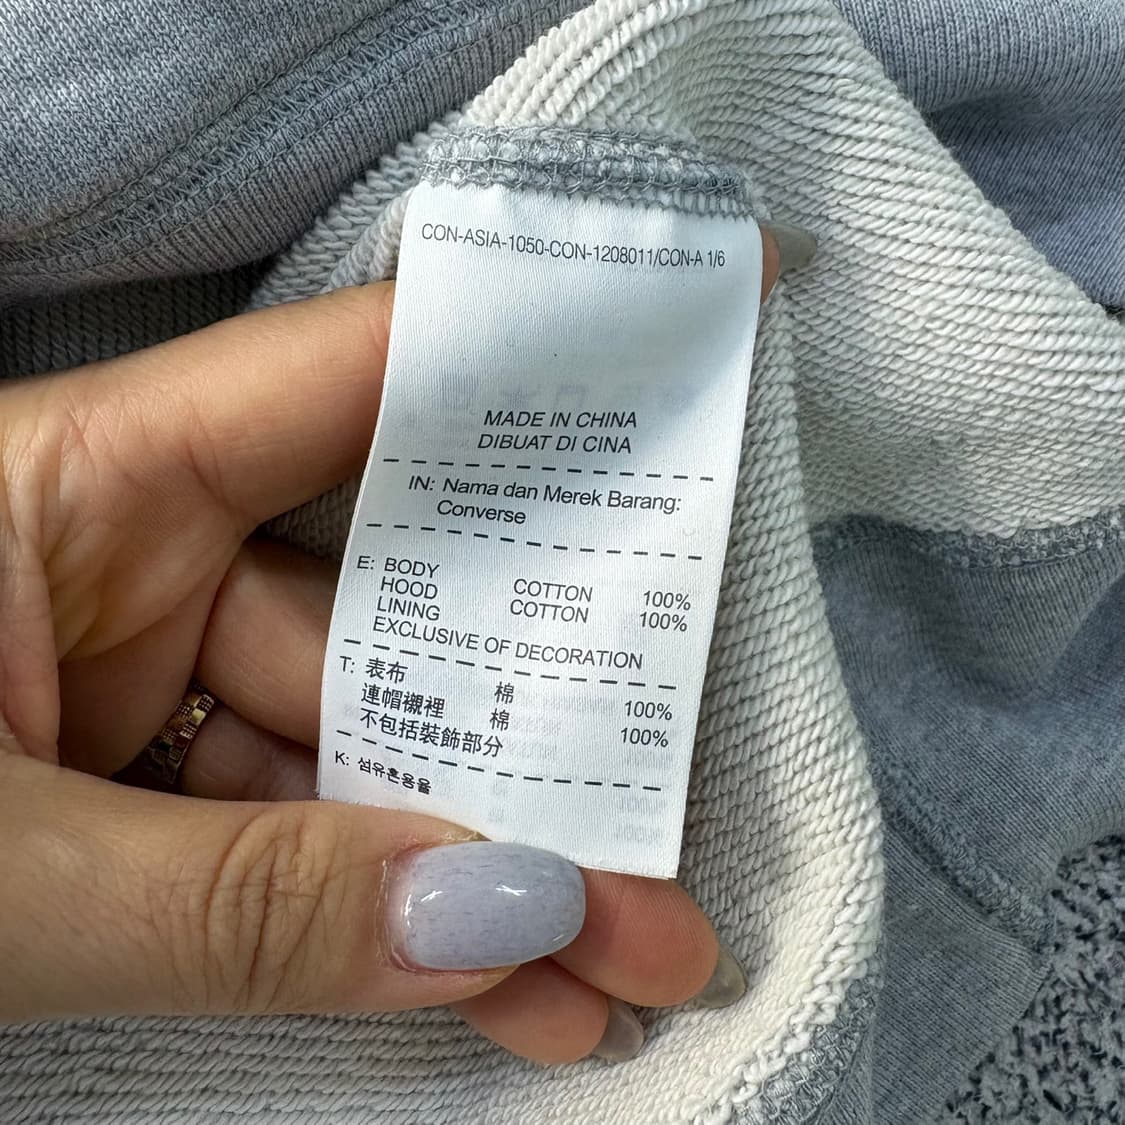 CON-ASIA-1050-CON-1208011/CON-A 1/6
MADE IN CHINA
DIBUAT DI CINA
IN: Nama dan Merek Barang:
Converse
E: BODY COTTON 100%
HOOD
LINING COTTON 100%
EXCLUSIVE OF DECORATION
T: 表布 棉 100%
連帽襯裡 棉 100%
不包括裝飾部分
K: 섬유혼용율